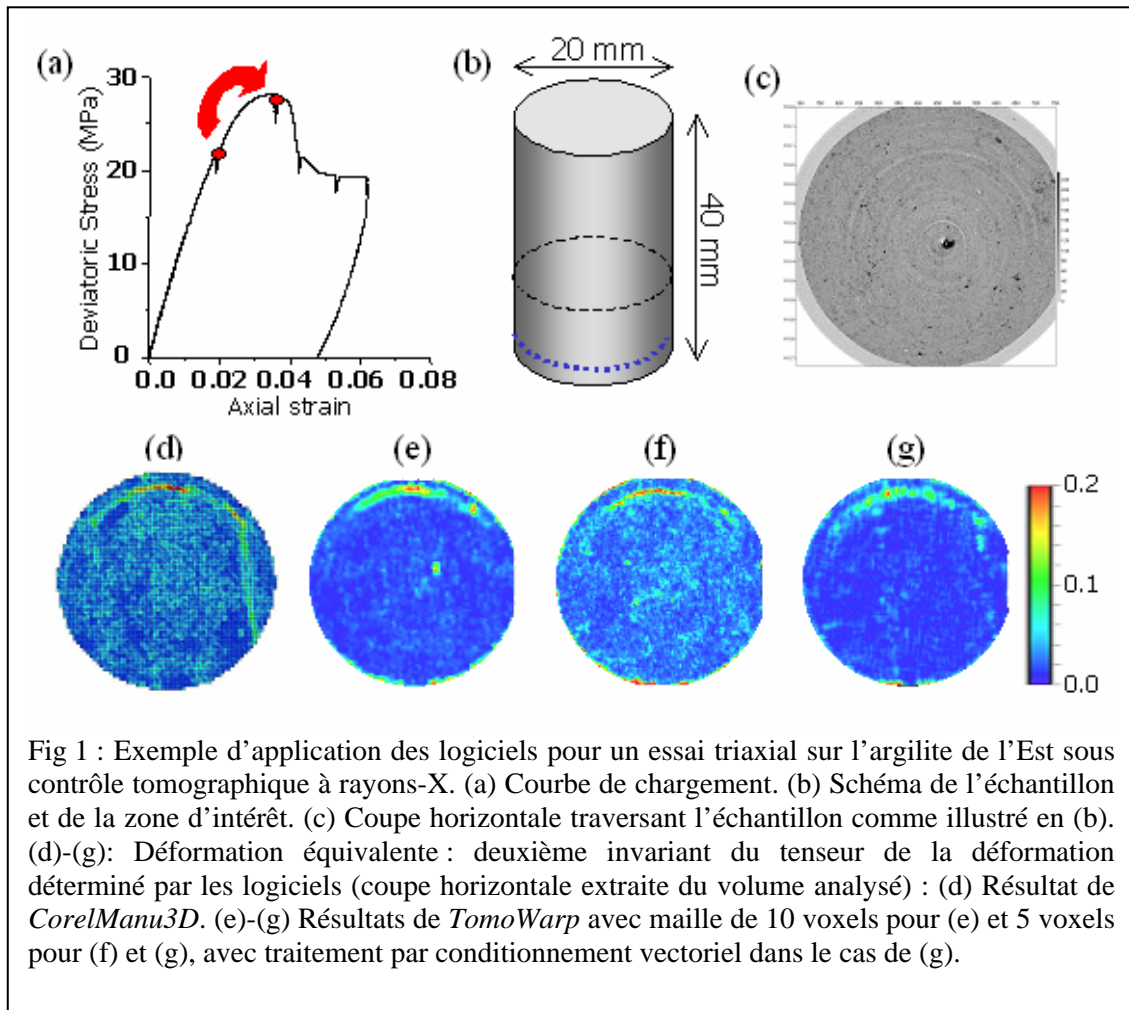 (a)
30
20
10
0
Deviatoric Stress (MPa)
0.0 0.02 0.04 0.06 0.08
Axial strain
(b)
20 mm
40 mm
(c)
(d)
(e)
(f)
(g)
0.2
0.1
0.0
Fig 1 : Exemple d’application des logiciels pour un essai triaxial sur l’argilite de l’Est sous
contrôle tomographique à rayons-X. (a) Courbe de chargement. (b) Schéma de l’échantillon
et de la zone d’intérêt. (c) Coupe horizontale traversant l’échantillon comme illustré en (b).
(d)-(g): Déformation équivalente : deuxième invariant du tenseur de la déformation
déterminé par les logiciels (coupe horizontale extraite du volume analysé) : (d) Résultat de
CorelManu3D. (e)-(g) Résultats de TomoWarp avec maille de 10 voxels pour (e) et 5 voxels
pour (f) et (g), avec traitement par conditionnement vectoriel dans le cas de (g).